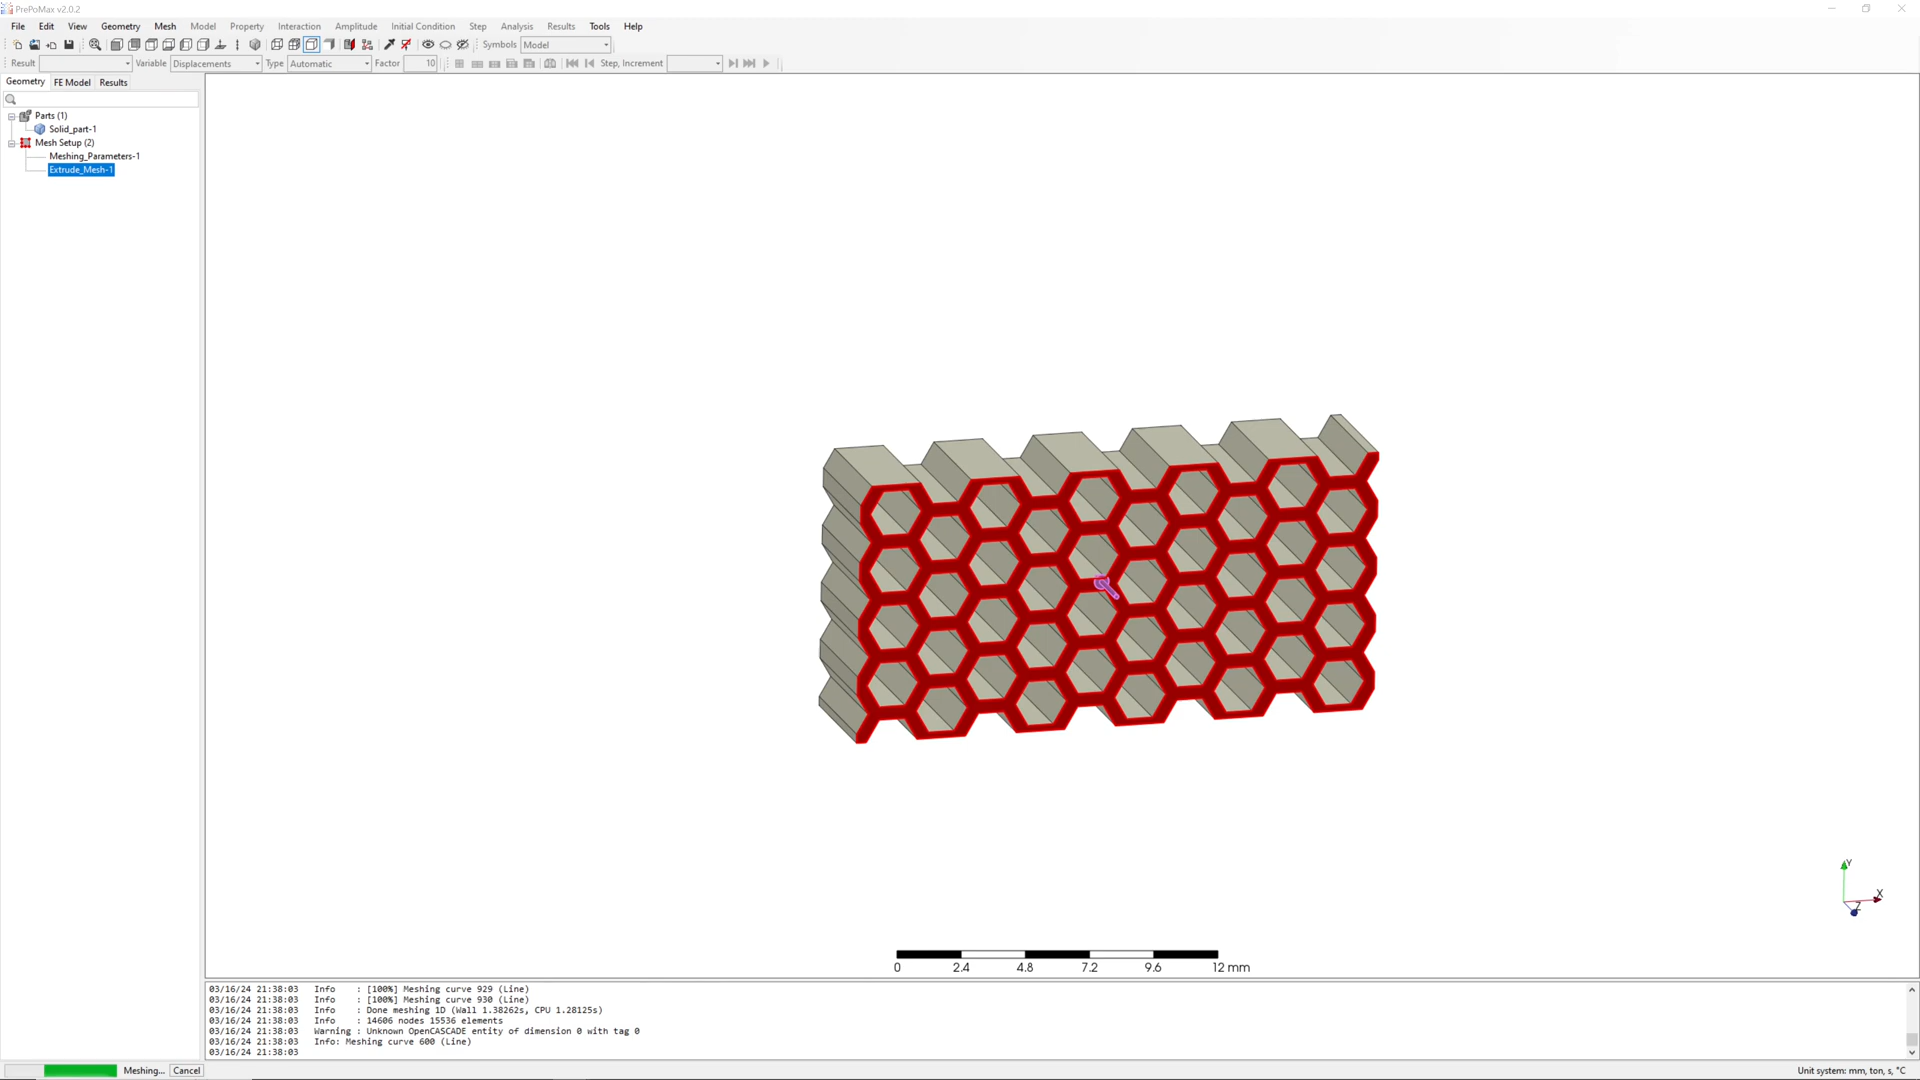 PrePoMax v2.0.2
File Edit View Geometry Mesh Model Property Interaction Amplitude Initial Condition Step Analysis Results Tools Help
Symbols Model
Result Variable Displacements Type Automatic Factor 10 Step, Increment
Geometry FE Model Results
Parts (1)
Solid_part-1
Mesh Setup (2)
Meshing_Parameters-1
Extrude_Mesh-1
Y
X
Z
0 2.4 4.8 7.2 9.6 12 mm
03/16/24 21:38:03 Info : [100%] Meshing curve 929 (Line)
03/16/24 21:38:03 Info : [100%] Meshing curve 930 (Line)
03/16/24 21:38:03 Info : Done meshing 1D (Wall 1.38262s, CPU 1.28125s)
03/16/24 21:38:03 Info : 14606 nodes 15536 elements
03/16/24 21:38:03 Warning : Unknown OpenCASCADE entity of dimension 0 with tag 0
03/16/24 21:38:03 Info: Meshing curve 600 (Line)
03/16/24 21:38:03
Meshing... Cancel
Unit system: mm, ton, s, °C